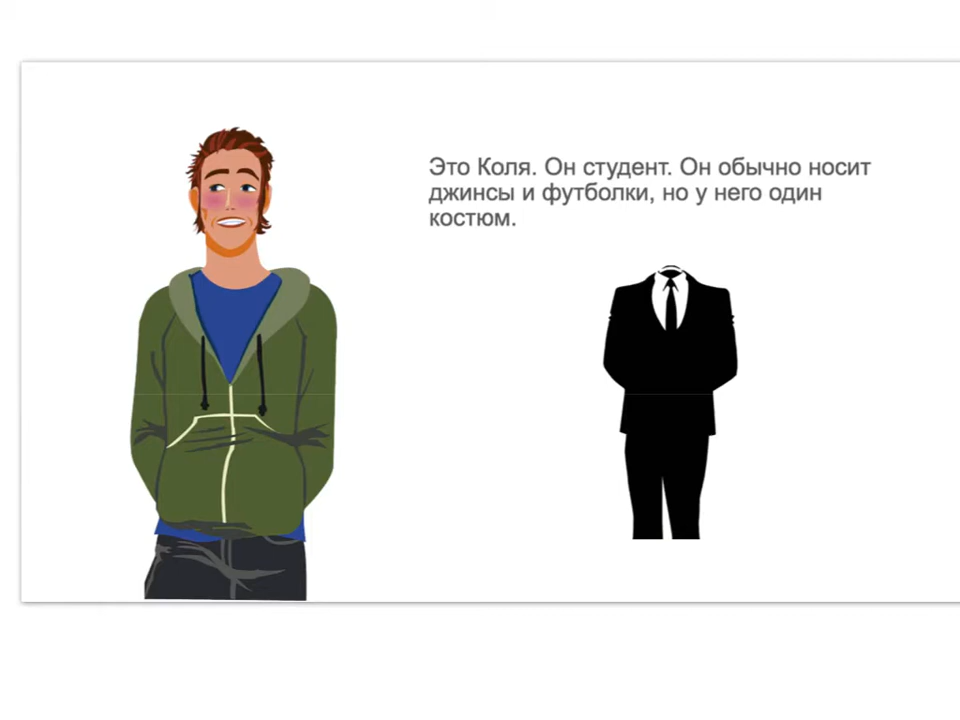 Это Коля. Он студент. Он обычно носит
джинсы и футболки, но у него один
костюм.